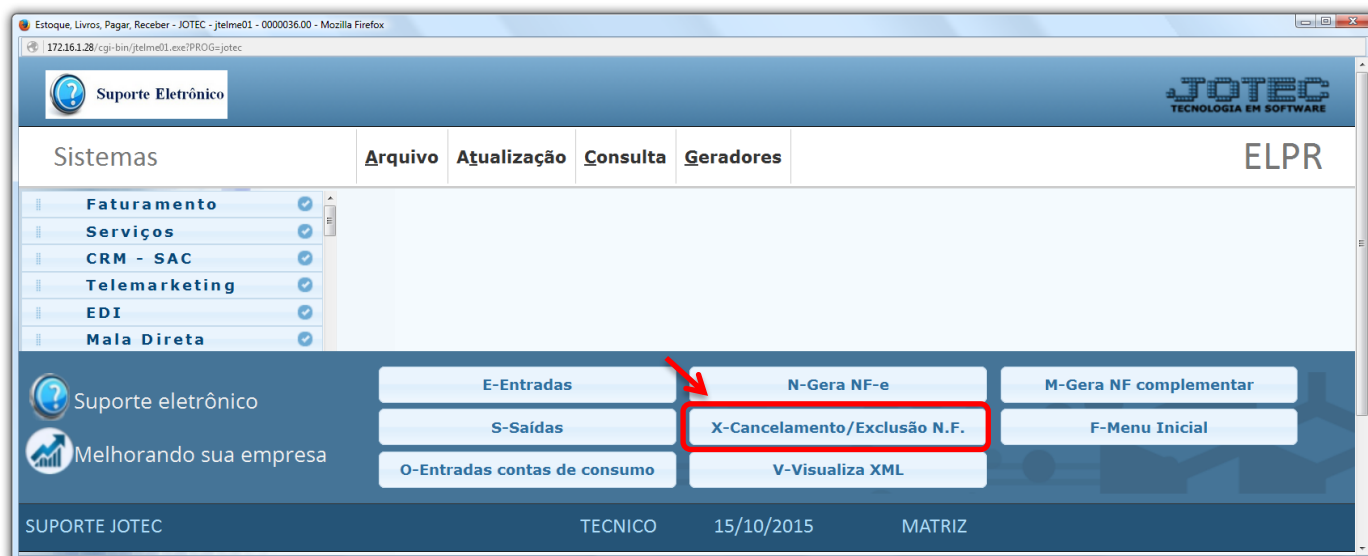 Estoque, Livros, Pagar, Receber - JOTEC - jtelme01 - 0000036.00 - Mozilla Firefox
172.16.1.28/cgi-bin/jtelme01.exe?PROG=jotec
Suporte Eletrônico
JOTEC
TECNOLOGIA EM SOFTWARE
Sistemas Arquivo Atualização Consulta Geradores ELPR
Faturamento
Serviços
CRM - SAC
Telemarketing
EDI
Mala Direta
E-Entradas N-Gera NF-e M-Gera NF complementar
Suporte eletrônico
S-Saídas X-Cancelamento/Exclusão N.F. F-Menu Inicial
Melhorando sua empresa
O-Entradas contas de consumo V-Visualiza XML
SUPORTE JOTEC TECNICO 15/10/2015 MATRIZ